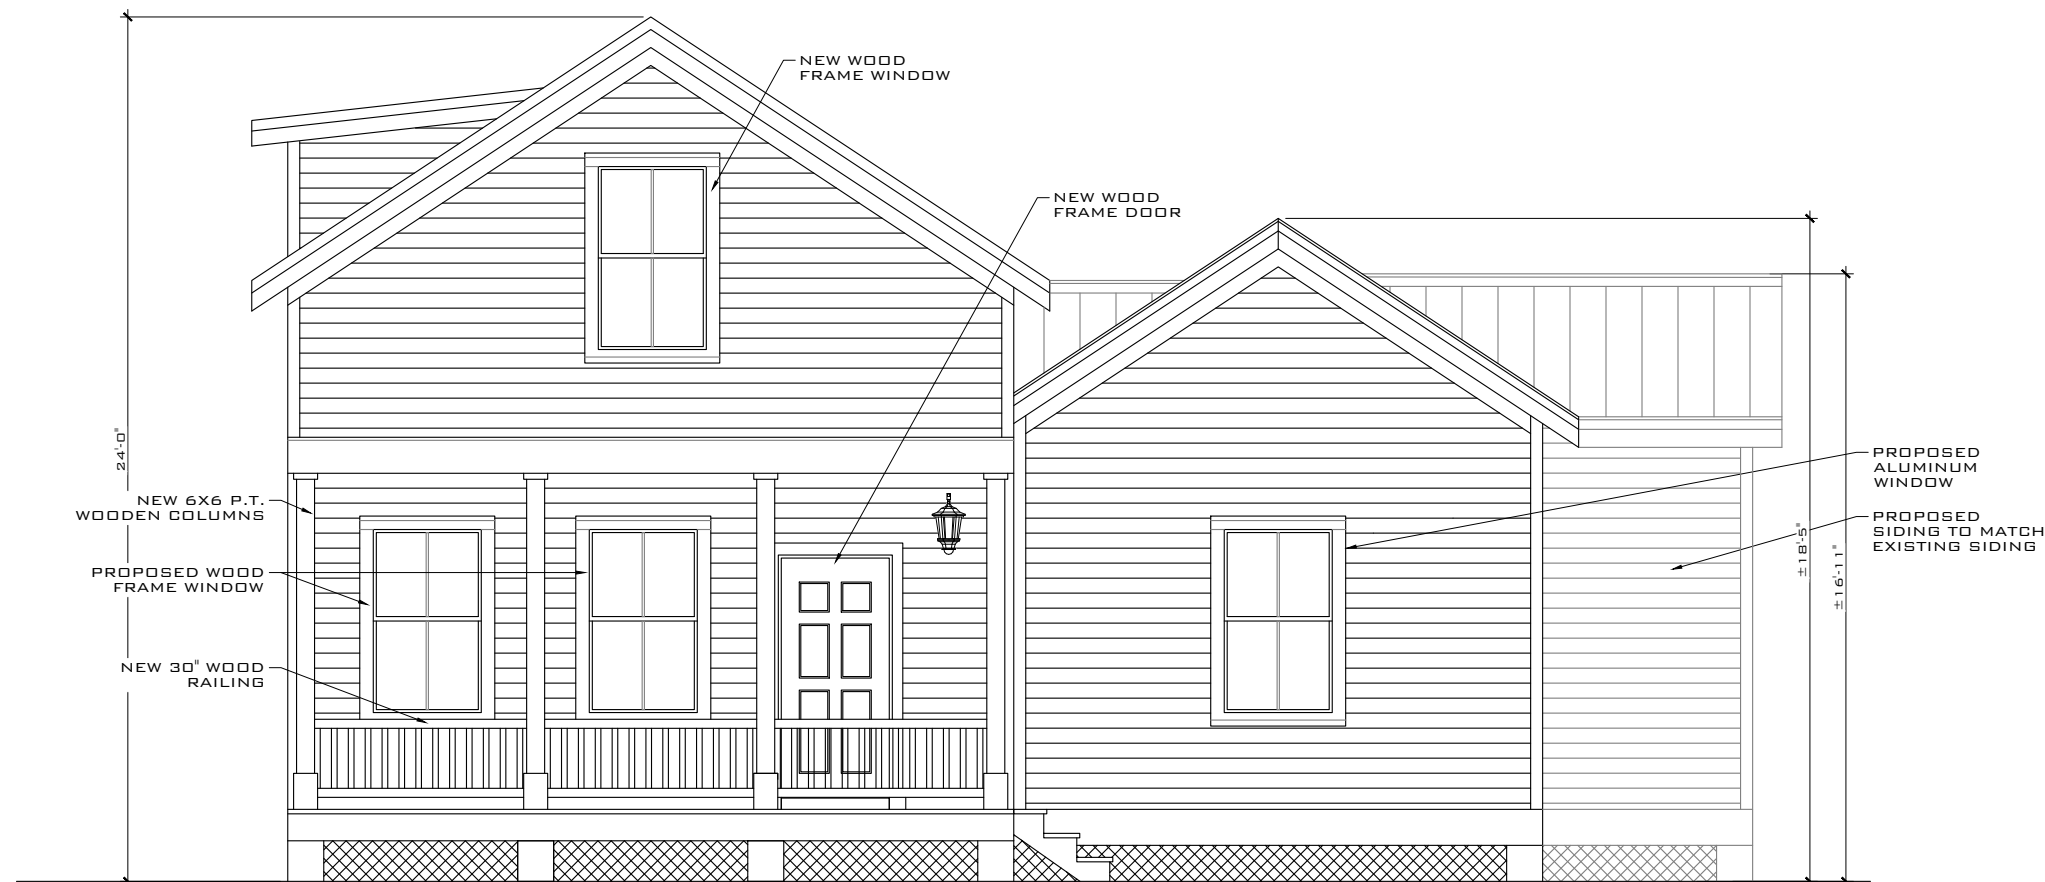 NEW WOOD
FRAME WINDOW
NEW WOOD
FRAME DOOR
24'-0"
NEW 6X6 P.T.
WOODEN COLUMNS
PROPOSED WOOD
FRAME WINDOW
NEW 30" WOOD
RAILING
PROPOSED
ALUMINUM
WINDOW
PROPOSED
SIDING TO MATCH
EXISTING SIDING
±18'-5"
±16'-11"